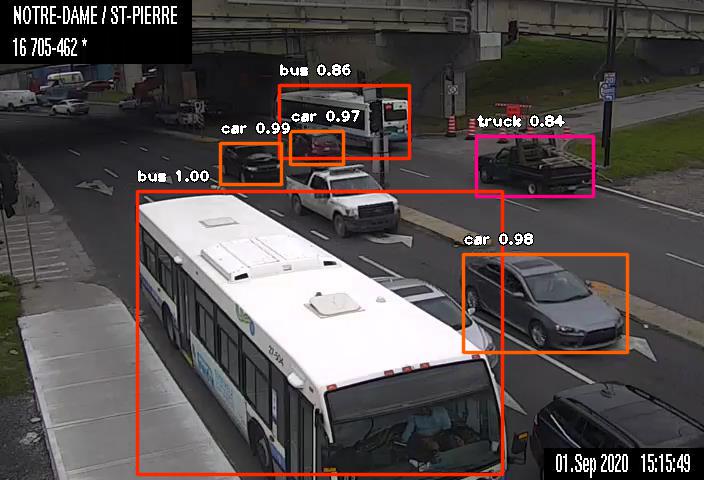 NOTRE-DAME / ST-PIERRE
16 705-462 *
bus 0.86
car 0.97
car 0.99
truck 0.84
bus 1.00
car 0.98
01.Sep 2020 15:15:49